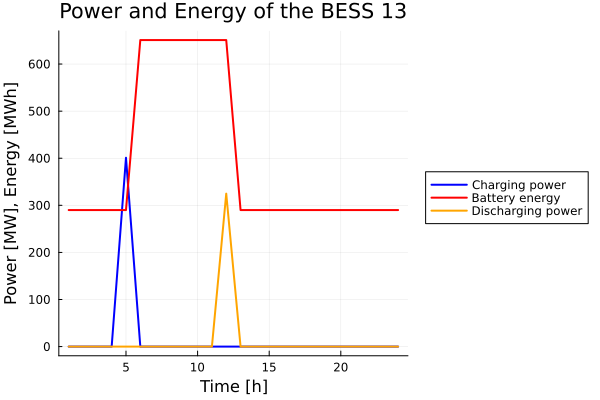 Power and Energy of the BESS 13
Power [MW], Energy [MWh]
600
500
400
300
200
100
0
5
10
15
20
Time [h]
Charging power
Battery energy
Discharging power